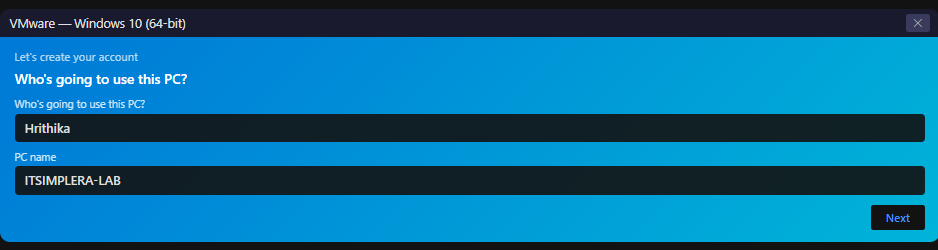 VMware — Windows 10 (64-bit)
Let's create your account
Who's going to use this PC?
Who's going to use this PC?
Hrithika
PC name
ITSIMPLERA-LAB
Next